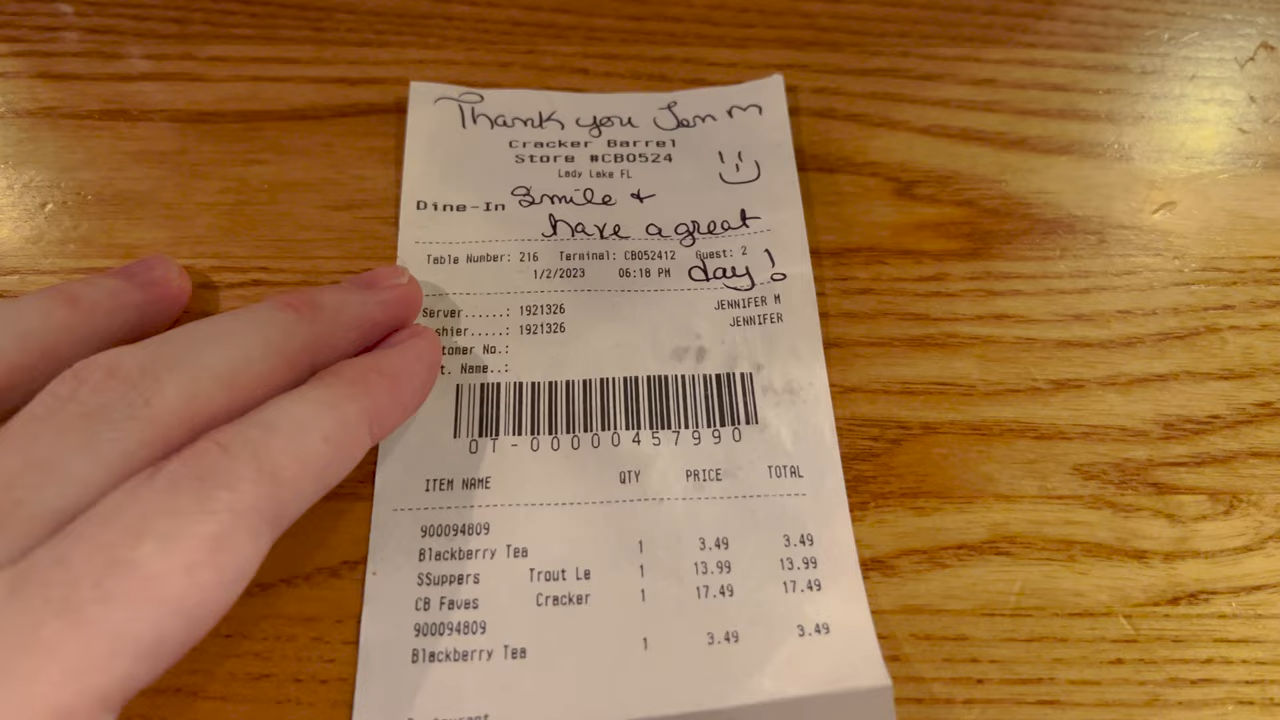 Thank you Jen M
Cracker Barrel
Store #CB0524
Lady Lake FL
Dine-In Smile +
have a great
Table Number: 216 Terminal: CB052412 Guest: 2
1/2/2023 06:18 PM day!
Server......: 1921326 JENNIFER M
shier.....: 1921326 JENNIFER
tomer No.:
t. Name..:
OT-00000457990
ITEM NAME QTY PRICE TOTAL
900094809
Blackberry Tea 1 3.49 3.49
SSuppers Trout Le 1 13.99 13.99
CB Faves Cracker 1 17.49 17.49
900094809
Blackberry Tea 1 3.49 3.49
Restaurant